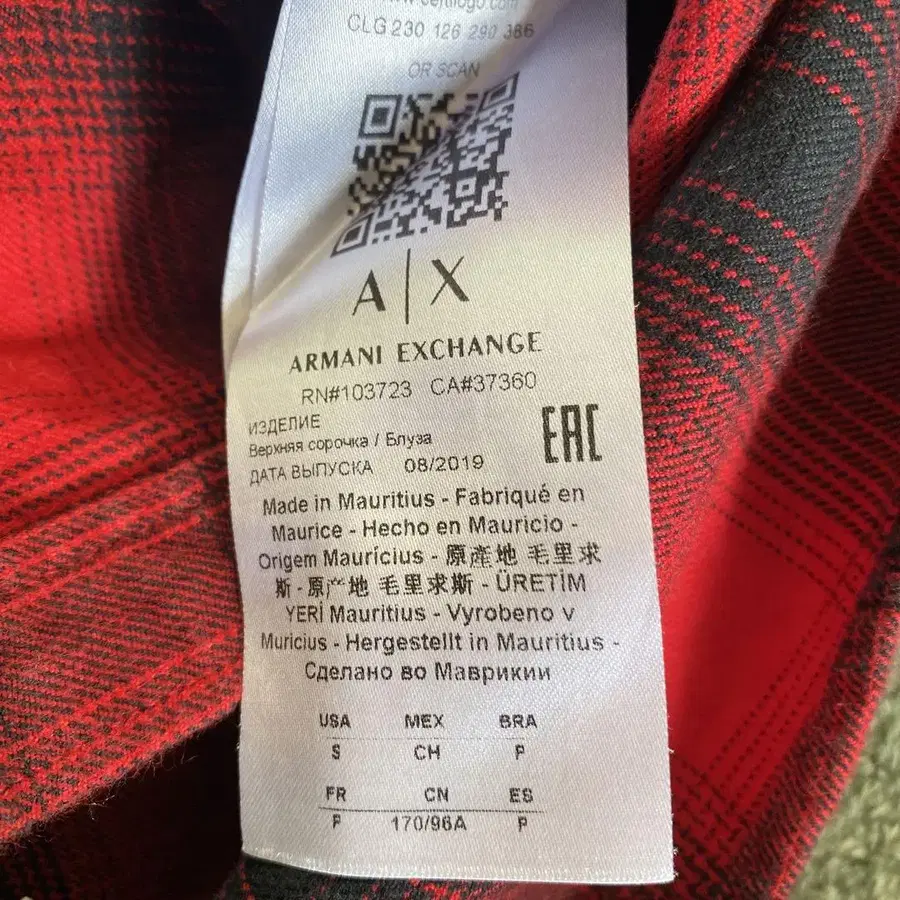 www.certilogo.com
CLG 230 126 290 386
OR SCAN
A|X
ARMANI EXCHANGE
RN#103723 CA#37360
ИЗДЕЛИЕ
Верхняя сорочка / Блуза
ДАТА ВЫПУСКА 08/2019
EAC
Made in Mauritius - Fabriqué en
Maurice - Hecho en Mauricio -
Origem Maurícius - 原產地 毛里求
斯 - 原产地 毛里求斯 - ÜRETİM
YERİ Mauritius - Vyrobeno v
Muricius - Hergestellt in Mauritius -
Сделано во Маврикии
USA MEX BRA
S CH P
FR CN ES
P 170/96A P